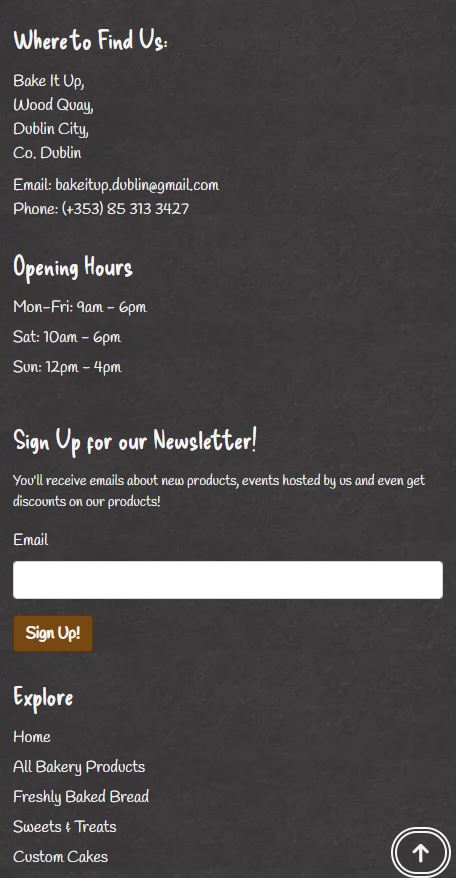 Where to Find Us:
Bake It Up,
Wood Quay,
Dublin City,
Co. Dublin
Email: bakeitup.dublin@gmail.com
Phone: (+353) 85 313 3427
Opening Hours
Mon-Fri: 9am - 6pm
Sat: 10am - 6pm
Sun: 12pm - 4pm
Sign Up for our Newsletter!
You'll receive emails about new products, events hosted by us and even get
discounts on our products!
Email
Sign Up!
Explore
Home
All Bakery Products
Freshly Baked Bread
Sweets & Treats
Custom Cakes